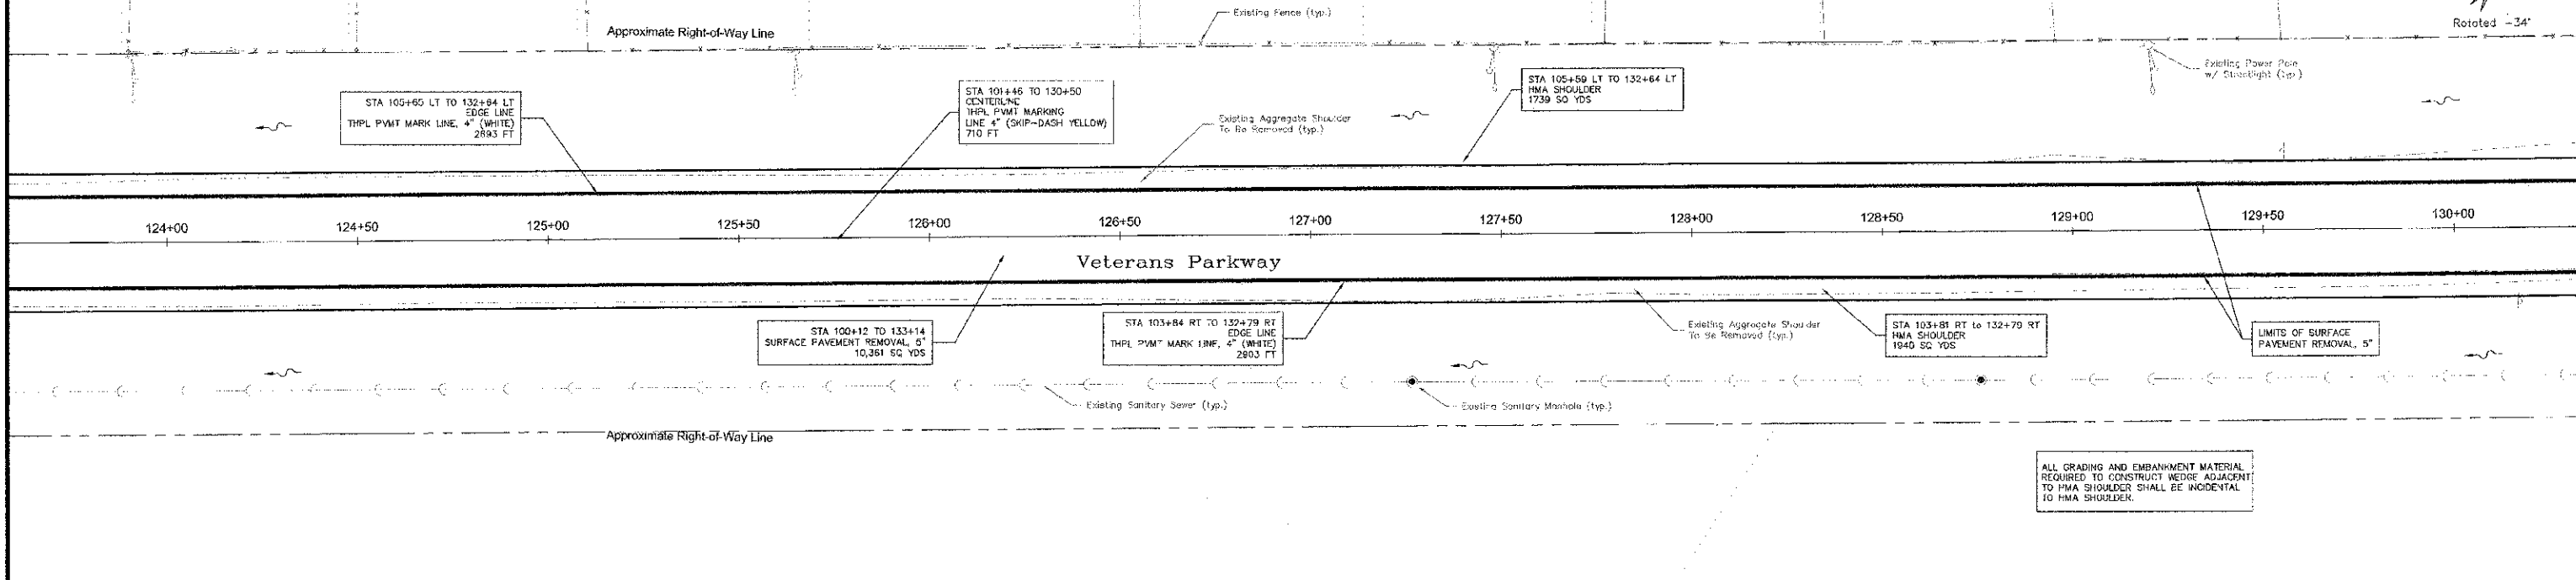 Existing Fence (typ.)
Approximate Right-of-Way Line
Rotated -34°
Existing Power Pole
w/ Streetlight (typ.)
STA 105+65 LT TO 132+64 LT
EDGE LINE
THPL PVMT MARK LINE, 4" (WHITE)
2893 FT
STA 101+46 TO 130+50
CENTERLINE
THPL PVMT MARKING
LINE 4" (SKIP-DASH YELLOW)
710 FT
Existing Aggregate Shoulder
To Be Removed (typ.)
STA 105+59 LT TO 132+64 LT
HMA SHOULDER
1739 SQ YDS
124+00
124+50
125+00
125+50
126+00
126+50
127+00
127+50
128+00
128+50
129+00
129+50
130+00
Veterans Parkway
STA 100+12 TO 133+14
SURFACE PAVEMENT REMOVAL, 5"
10,361 SQ YDS
STA 103+84 RT TO 132+79 RT
EDGE LINE
THPL PVMT MARK LINE, 4" (WHITE)
2903 FT
Existing Aggregate Shoulder
To Be Removed (typ.)
STA 103+81 RT to 132+79 RT
HMA SHOULDER
1940 SQ YDS
LIMITS OF SURFACE
PAVEMENT REMOVAL, 5"
Existing Sanitary Sewer (typ.)
Existing Sanitary Manhole (typ.)
Approximate Right-of-Way Line
ALL GRADING AND EMBANKMENT MATERIAL
REQUIRED TO CONSTRUCT WEDGE ADJACENT
TO HMA SHOULDER SHALL BE INCIDENTAL
TO HMA SHOULDER.